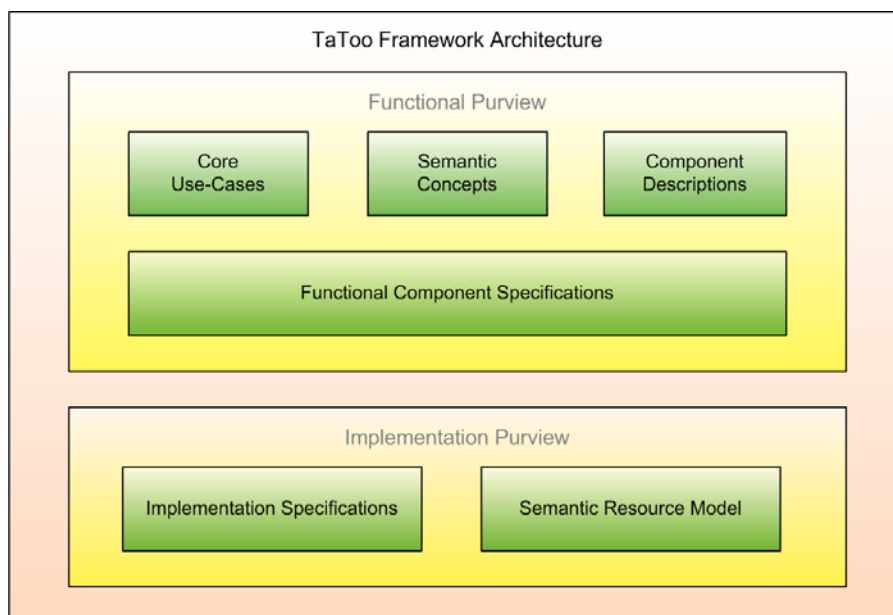 TaToo Framework Architecture
Functional Purview
Core
Use-Cases
Semantic
Concepts
Component
Descriptions
Functional Component Specifications
Implementation Purview
Implementation Specifications
Semantic Resource Model